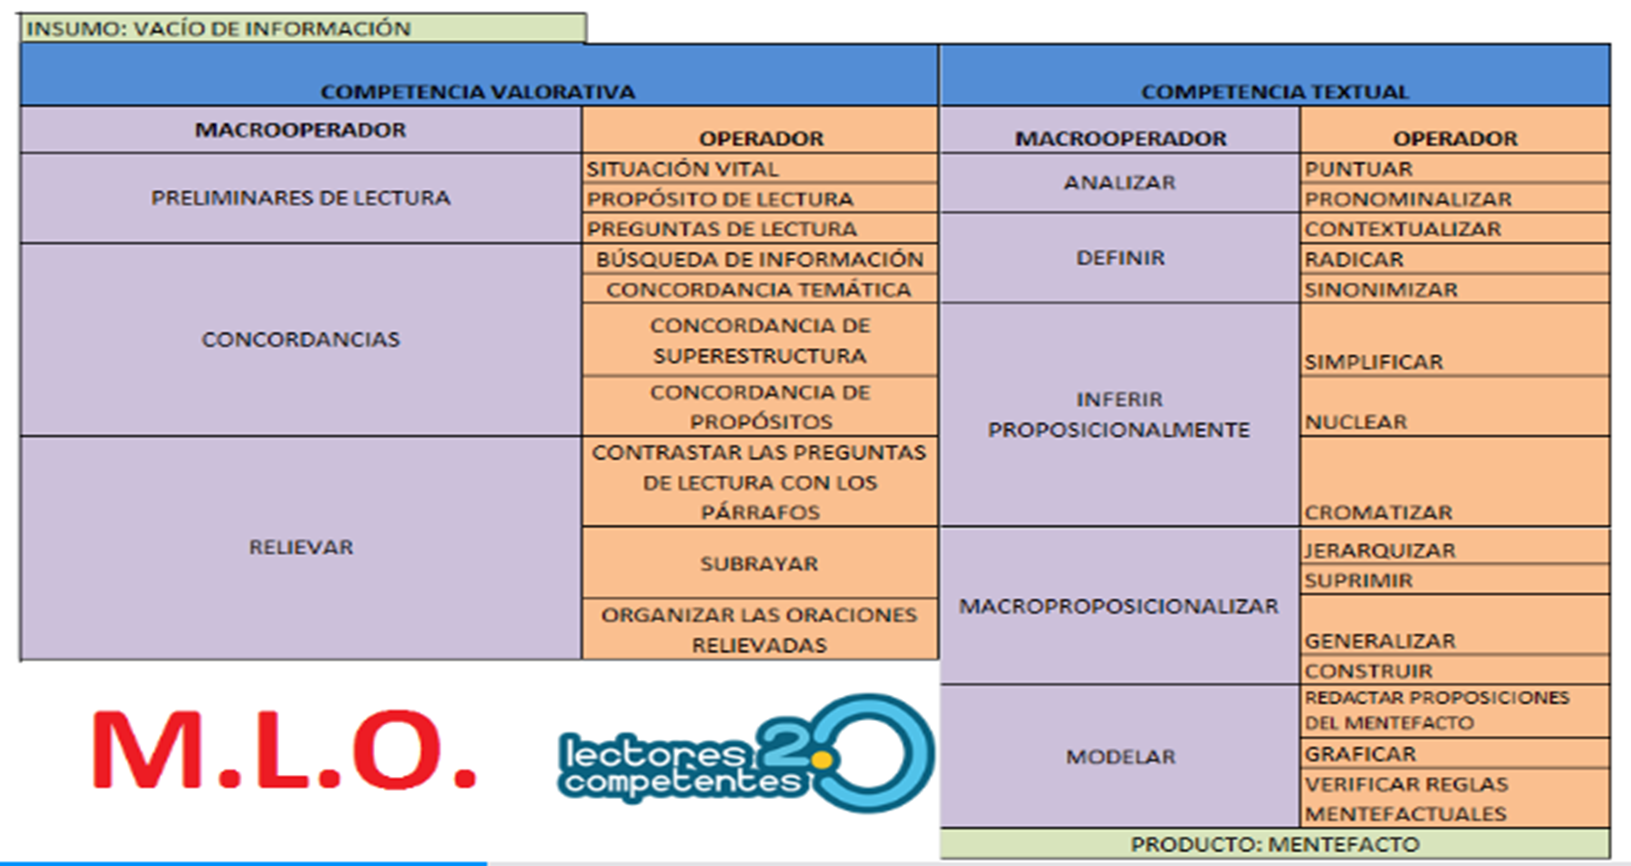 INSUMO: VACÍO DE INFORMACIÓN
COMPETENCIA VALORATIVA
MACROOPERADOR
OPERADOR
PRELIMINARES DE LECTURA
SITUACIÓN VITAL
PROPÓSITO DE LECTURA
PREGUNTAS DE LECTURA
CONCORDANCIAS
BÚSQUEDA DE INFORMACIÓN
CONCORDANCIA TEMÁTICA
CONCORDANCIA DE
SUPERESTRUCTURA
CONCORDANCIA DE
PROPÓSITOS
RELIEVAR
CONTRASTAR LAS PREGUNTAS
DE LECTURA CON LOS
PÁRRAFOS
SUBRAYAR
ORGANIZAR LAS ORACIONES
RELIEVADAS
COMPETENCIA TEXTUAL
MACROOPERADOR
OPERADOR
ANALIZAR
PUNTUAR
PRONOMINALIZAR
DEFINIR
CONTEXTUALIZAR
RADICAR
SINONIMIZAR
INFERIR
PROPOSICIONALMENTE
SIMPLIFICAR
NUCLEAR
CROMATIZAR
MACROPROPOSICIONALIZAR
JERARQUIZAR
SUPRIMIR
GENERALIZAR
CONSTRUIR
MODELAR
REDACTAR PROPOSICIONES
DEL MENTEFACTO
GRAFICAR
VERIFICAR REGLAS
MENTEFACTUALES
PRODUCTO: MENTEFACTO
M.L.O.
lectores 2.0
competentes